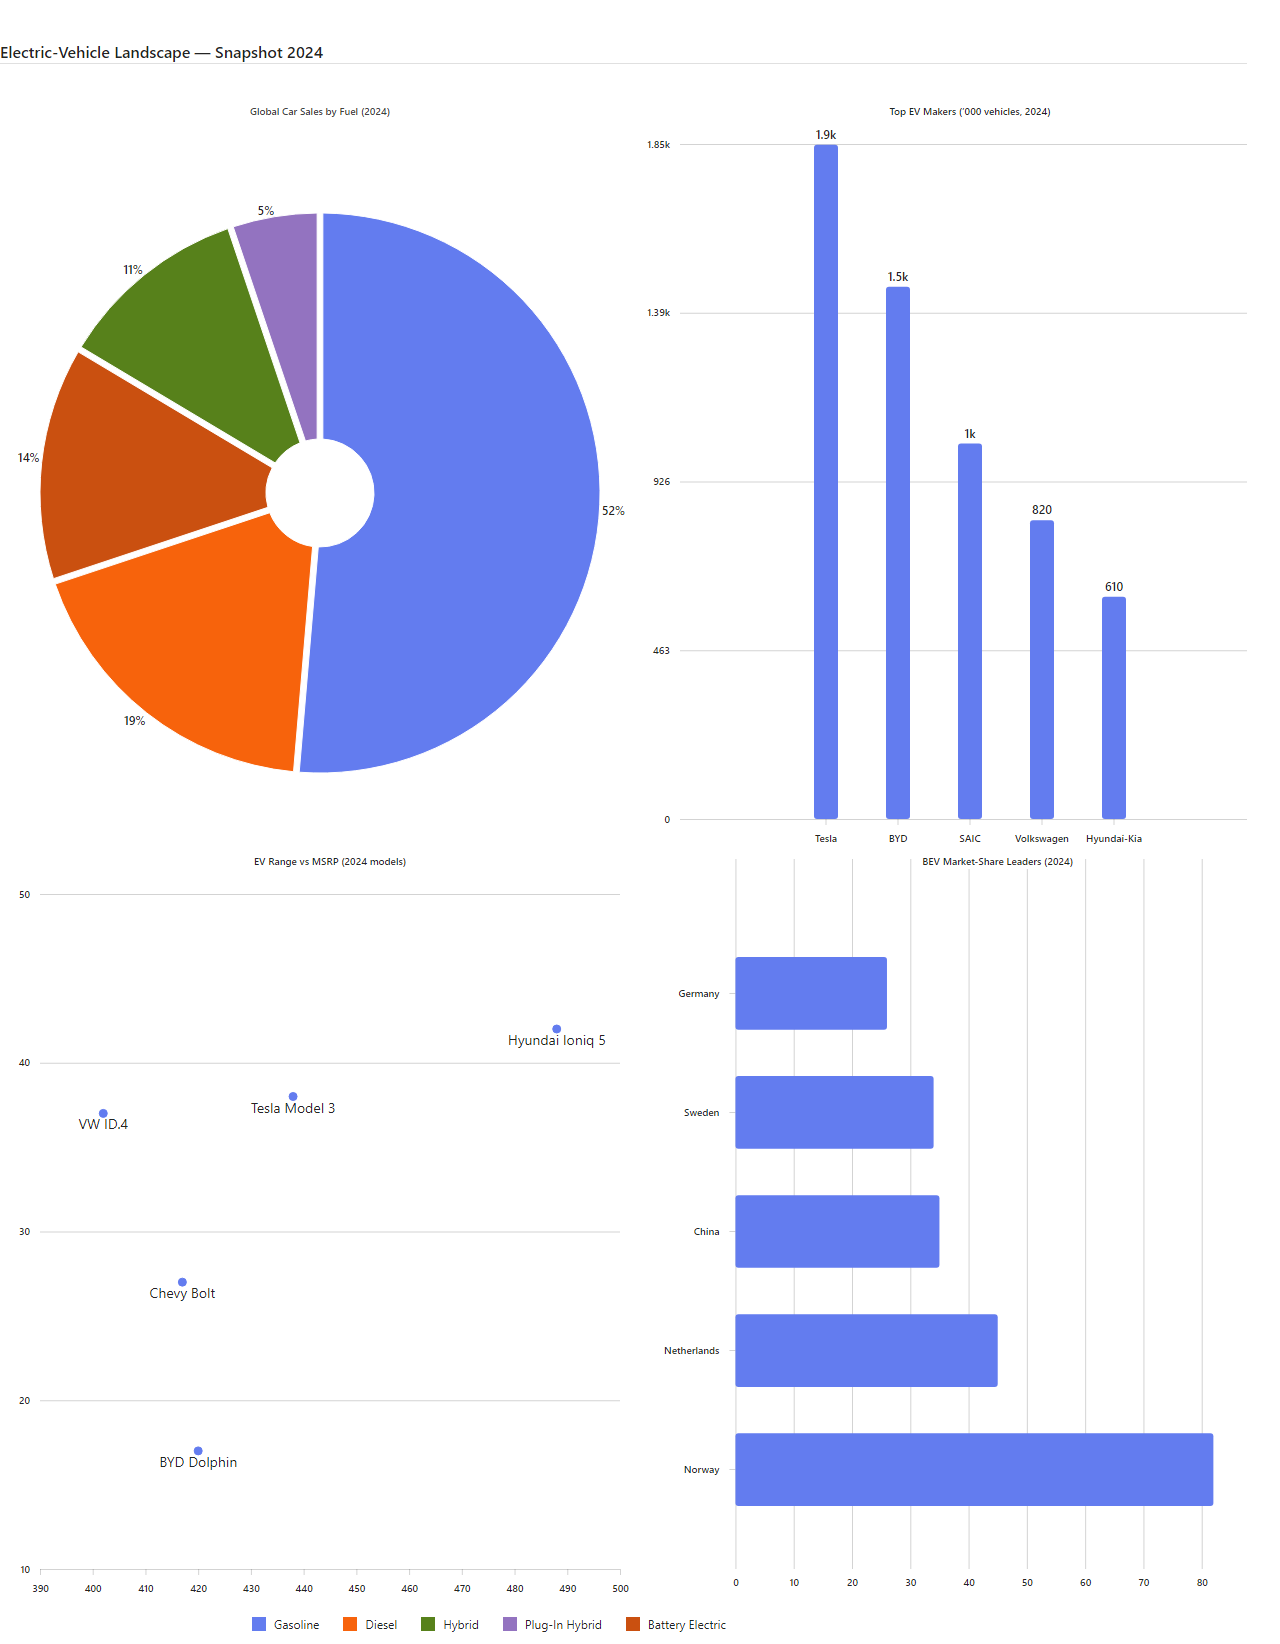 Electric-Vehicle Landscape — Snapshot 2024
Global Car Sales by Fuel (2024)
5%
11%
14%
52%
19%
Top EV Makers ('000 vehicles, 2024)
1.85k
1.39k
926
463
0
1.9k
1.5k
1k
820
610
Tesla
BYD
SAIC
Volkswagen
Hyundai-Kia
EV Range vs MSRP (2024 models)
50
40
30
20
10
Hyundai Ioniq 5
Tesla Model 3
VW ID.4
Chevy Bolt
BYD Dolphin
390
400
410
420
430
440
450
460
470
480
490
500
BEV Market-Share Leaders (2024)
Germany
Sweden
China
Netherlands
Norway
0
10
20
30
40
50
60
70
80
Gasoline
Diesel
Hybrid
Plug-In Hybrid
Battery Electric